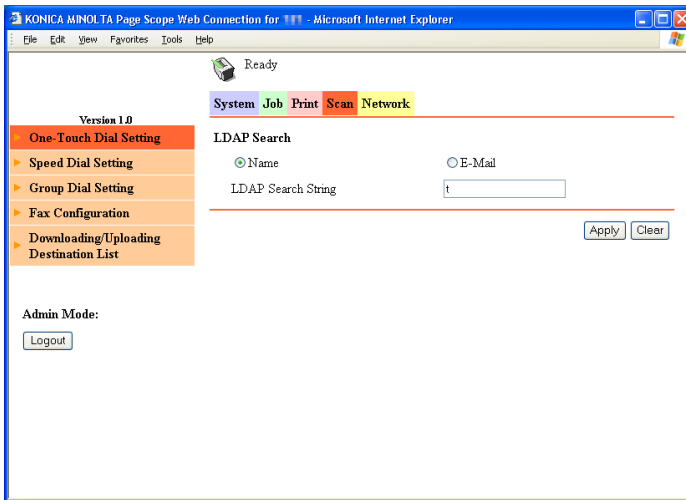 KONICA MINOLTA Page Scope Web Connection for - Microsoft Internet Explorer
File Edit View Favorites Tools Help
Ready
System Job Print Scan Network
Version 1.0
One-Touch Dial Setting
Speed Dial Setting
Group Dial Setting
Fax Configuration
Downloading/Uploading
Destination List
LDAP Search
Name E-Mail
LDAP Search String t
Apply Clear
Admin Mode:
Logout